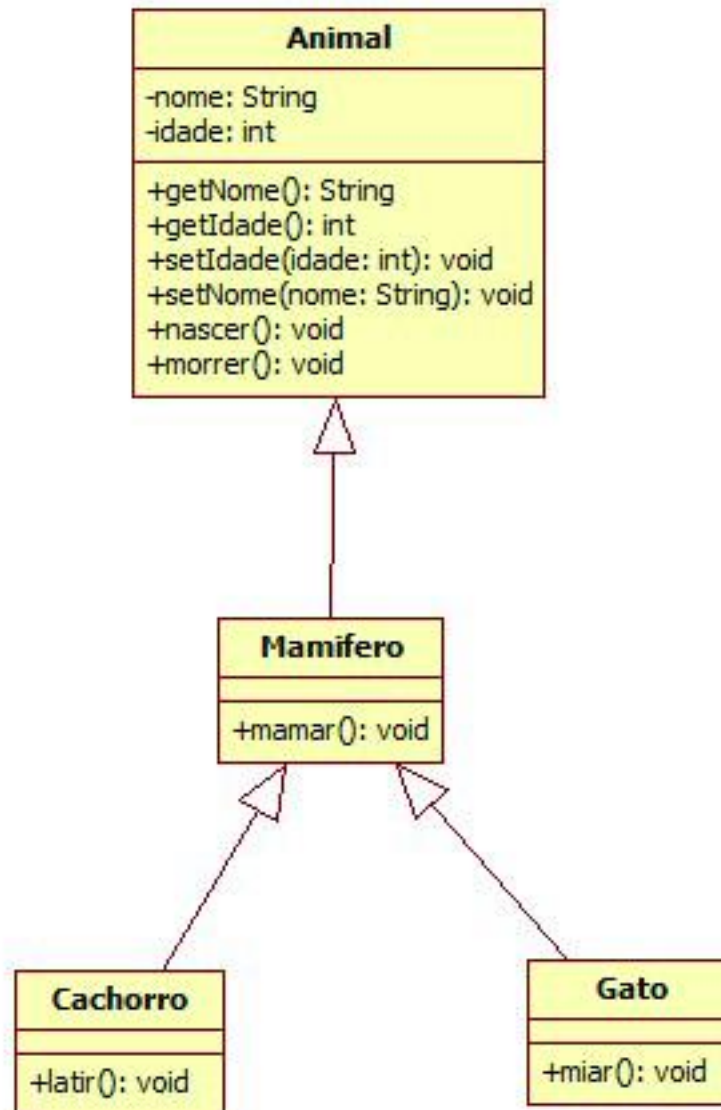 Animal
-nome: String
-idade: int
+getNome(): String
+getIdade(): int
+setIdade(idade: int): void
+setNome(nome: String): void
+nascer(): void
+morrer(): void
Mamifero
+mamar(): void
Cachorro
+latir(): void
Gato
+miar(): void